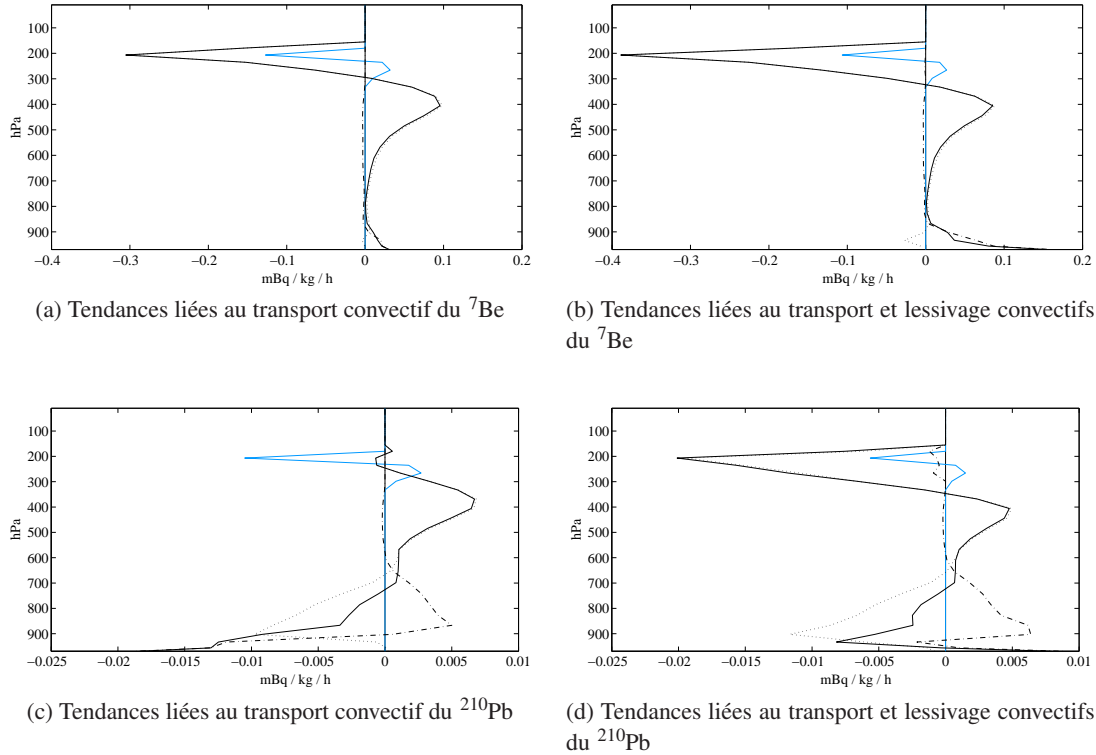 100
200
300
400
500
600
700
800
900
hPa
−0.4 −0.3 −0.2 −0.1 0 0.1 0.2
mBq / kg / h
(a) Tendances liées au transport convectif du ⁷Be
100
200
300
400
500
600
700
800
900
hPa
−0.4 −0.3 −0.2 −0.1 0 0.1 0.2
mBq / kg / h
(b) Tendances liées au transport et lessivage convectifs
du ⁷Be
100
200
300
400
500
600
700
800
900
hPa
−0.025 −0.02 −0.015 −0.01 −0.005 0 0.005 0.01
mBq / kg / h
(c) Tendances liées au transport convectif du ²¹⁰Pb
100
200
300
400
500
600
700
800
900
hPa
−0.025 −0.02 −0.015 −0.01 −0.005 0 0.005 0.01
mBq / kg / h
(d) Tendances liées au transport et lessivage convectifs
du ²¹⁰Pb